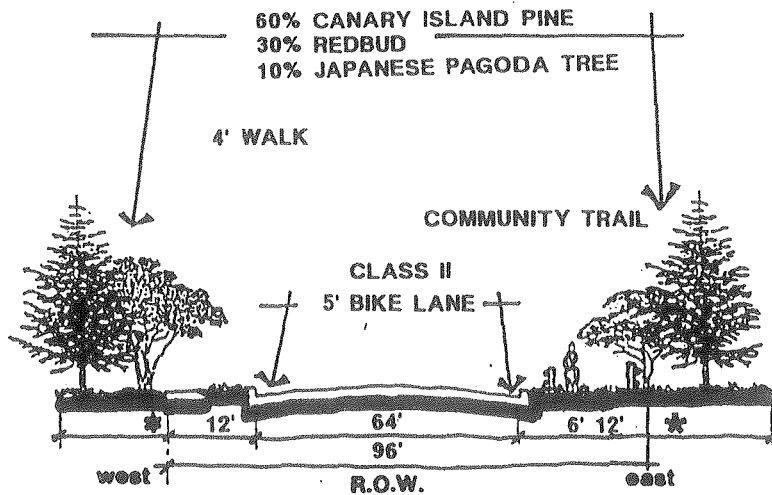 60% CANARY ISLAND PINE
30% REDBUD
10% JAPANESE PAGODA TREE
4' WALK
COMMUNITY TRAIL
CLASS II
5' BIKE LANE
* 12' 64' 6' 12' *
96'
west R.O.W. east